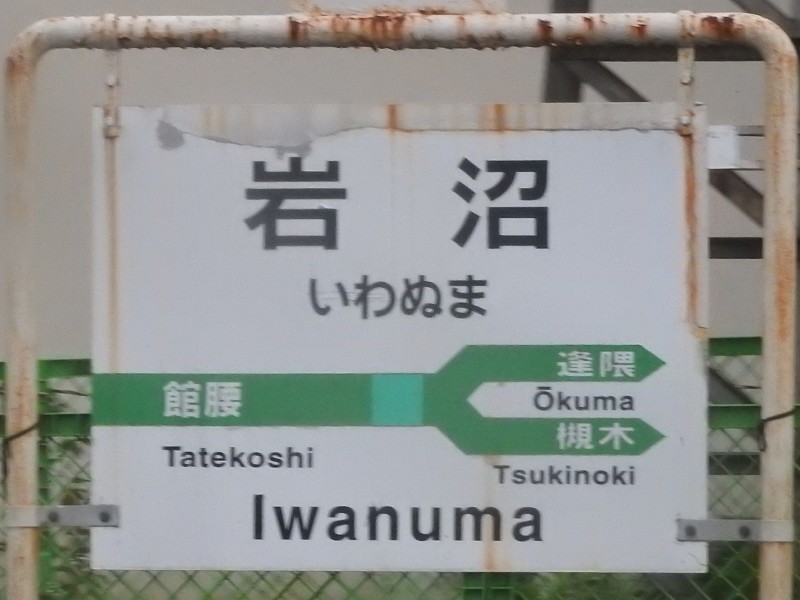 岩沼
いわぬま
逢隈
館腰
Ōkuma
槻木
Tatekoshi
Tsukinoki
Iwanuma